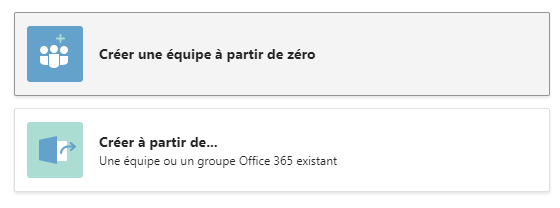 Créer une équipe à partir de zéro
Créer à partir de...
Une équipe ou un groupe Office 365 existant